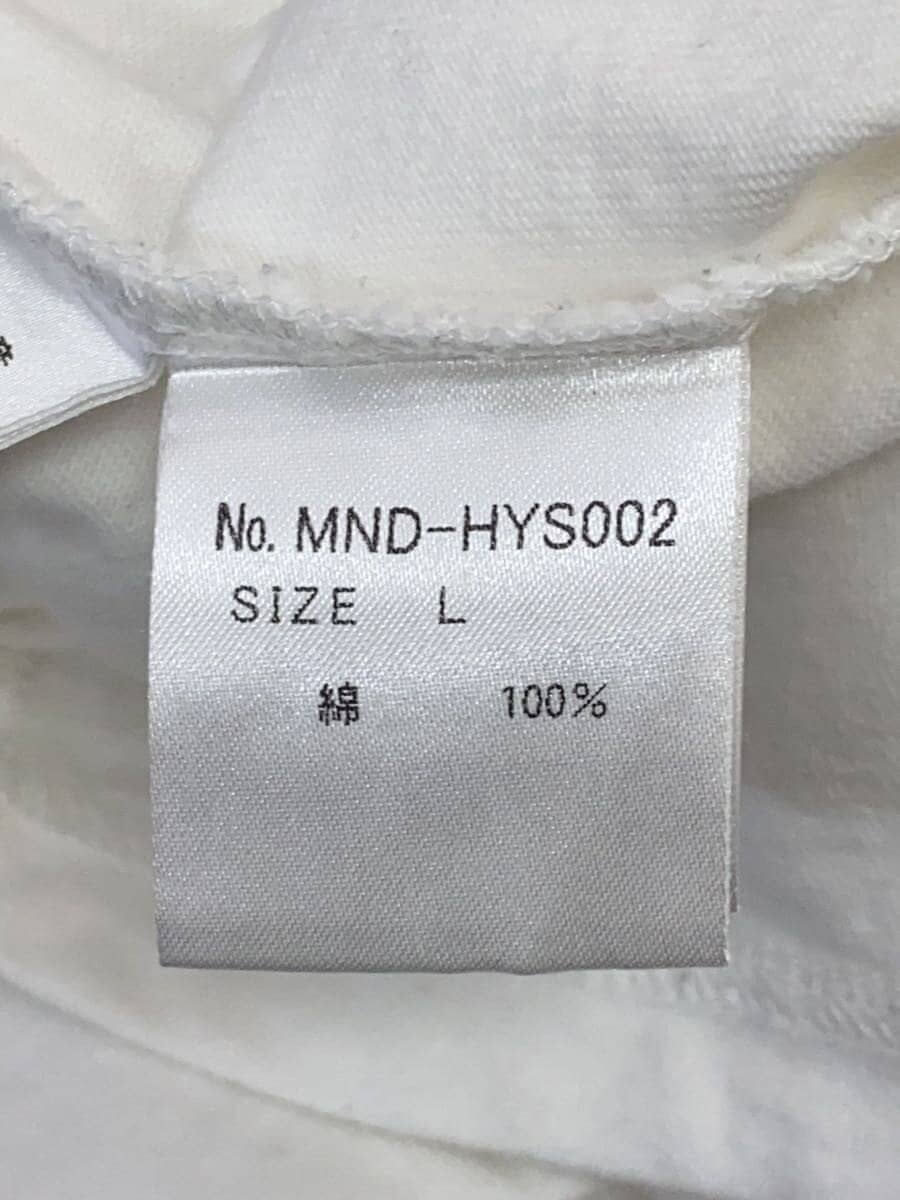 No. MND-HYS002
SIZE L
綿 100%